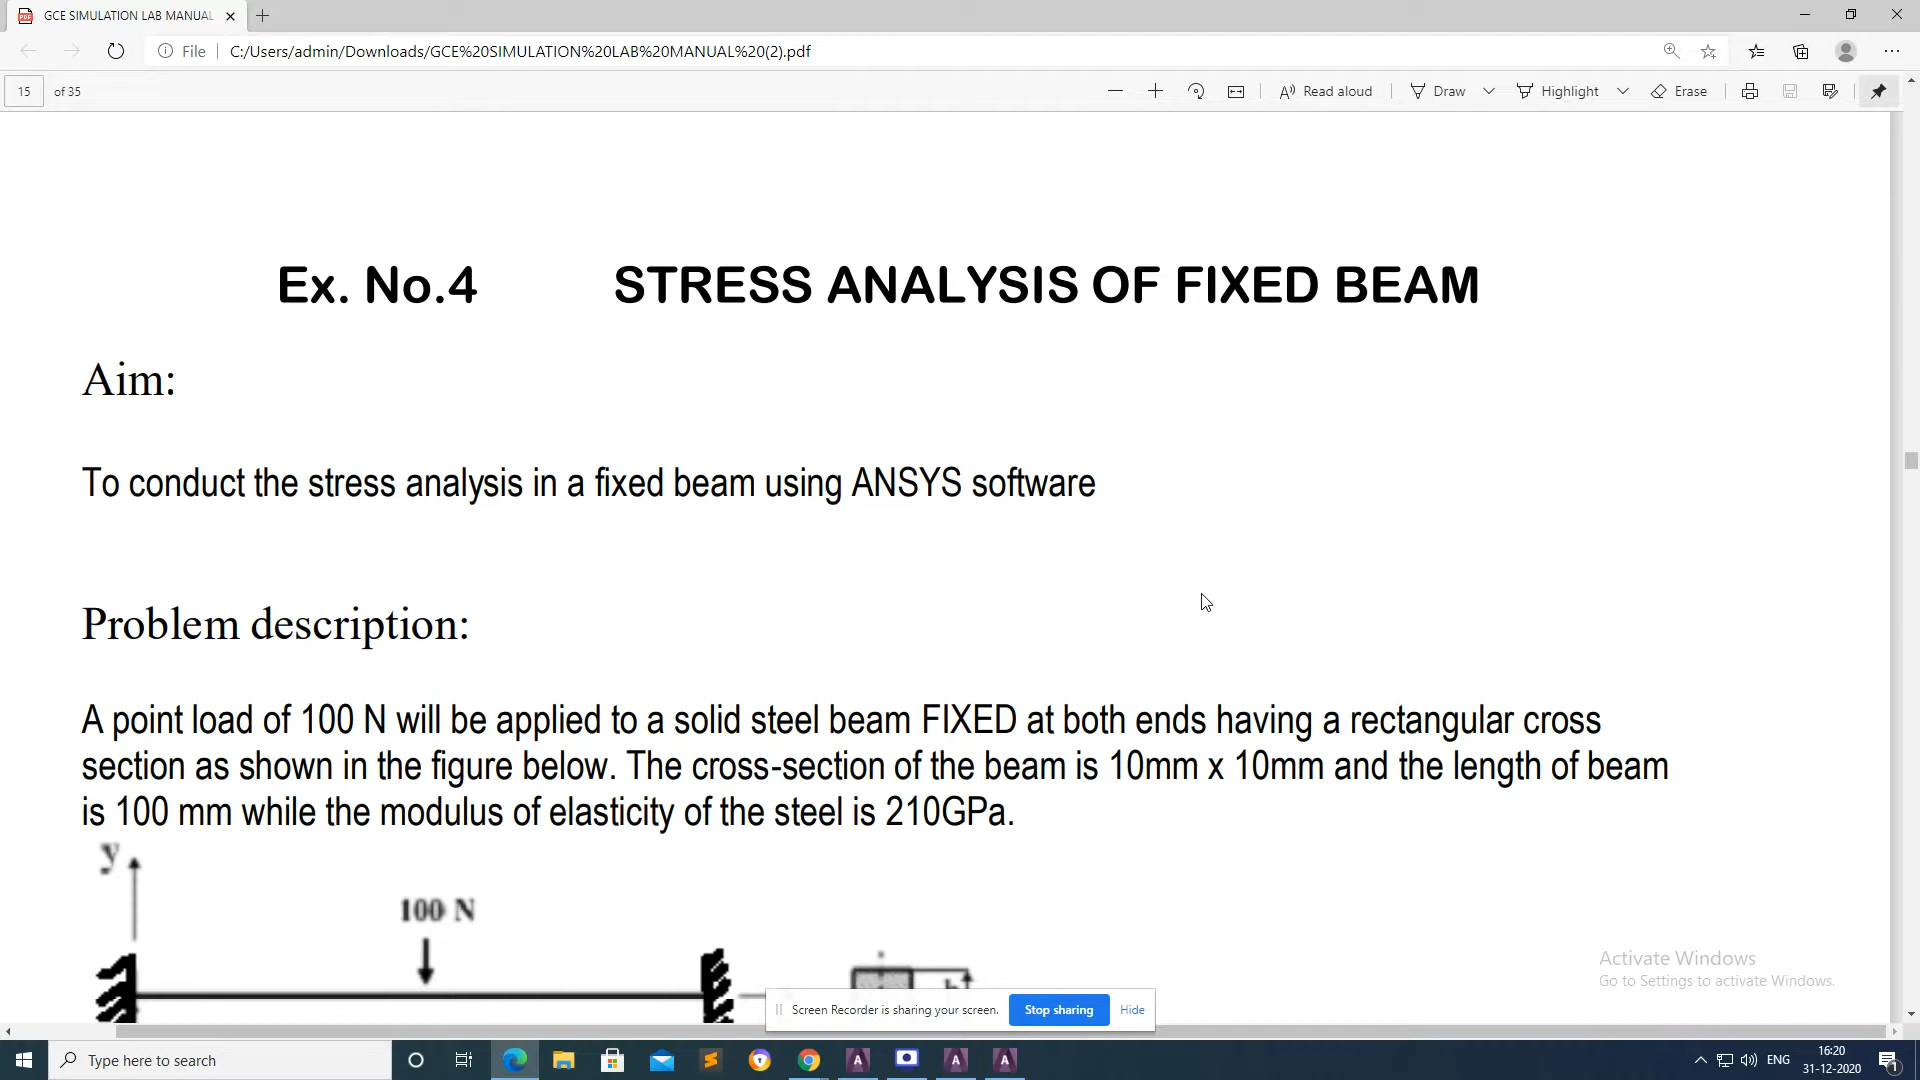 GCE SIMULATION LAB MANUAL
File
C:/Users/admin/Downloads/GCE%20SIMULATION%20LAB%20MANUAL%20(2).pdf
15 of 35
Read aloud
Draw
Highlight
Erase
Ex. No.4 STRESS ANALYSIS OF FIXED BEAM
Aim:
To conduct the stress analysis in a fixed beam using ANSYS software
Problem description:
A point load of 100 N will be applied to a solid steel beam FIXED at both ends having a rectangular cross
section as shown in the figure below. The cross-section of the beam is 10mm x 10mm and the length of beam
is 100 mm while the modulus of elasticity of the steel is 210GPa.
y
100 N
Activate Windows
Go to Settings to activate Windows.
Screen Recorder is sharing your screen.
Stop sharing
Hide
Type here to search
ENG
16:20
31-12-2020
1